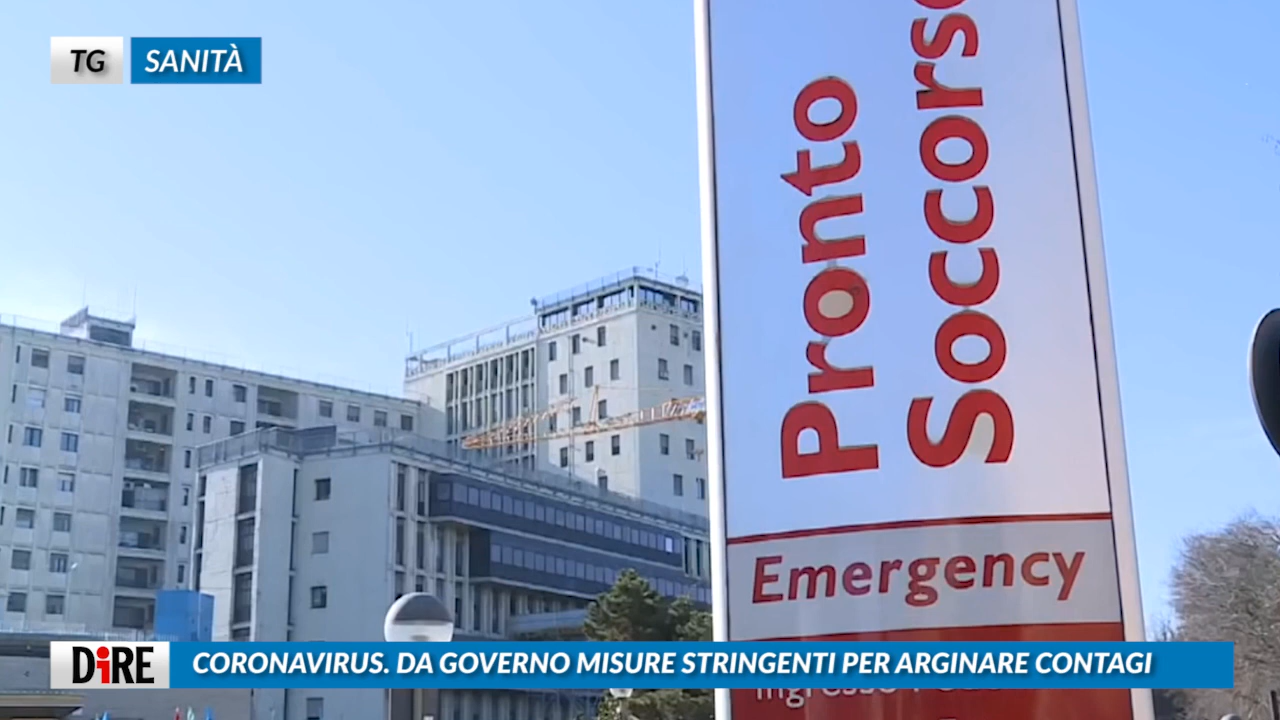 TG SANITÀ
Pronto
Soccorso
Emergency
DiRE CORONAVIRUS. DA GOVERNO MISURE STRINGENTI PER ARGINARE CONTAGI